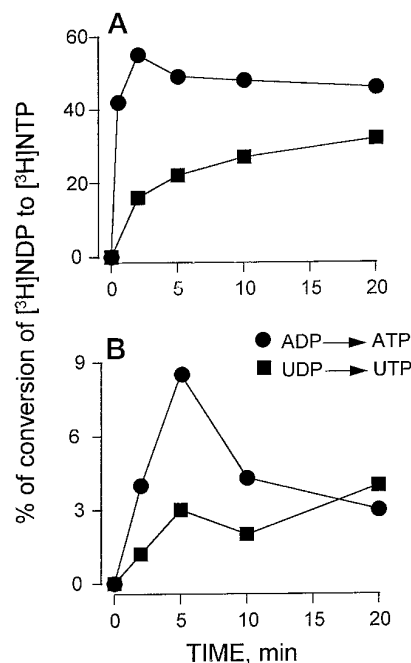 A
% of conversion of [³H]NDP to [³H]NTP
60
40
20
0
0 5 10 15 20
B
● ADP → ATP
■ UDP → UTP
9
6
3
0
0 5 10 15 20
TIME, min